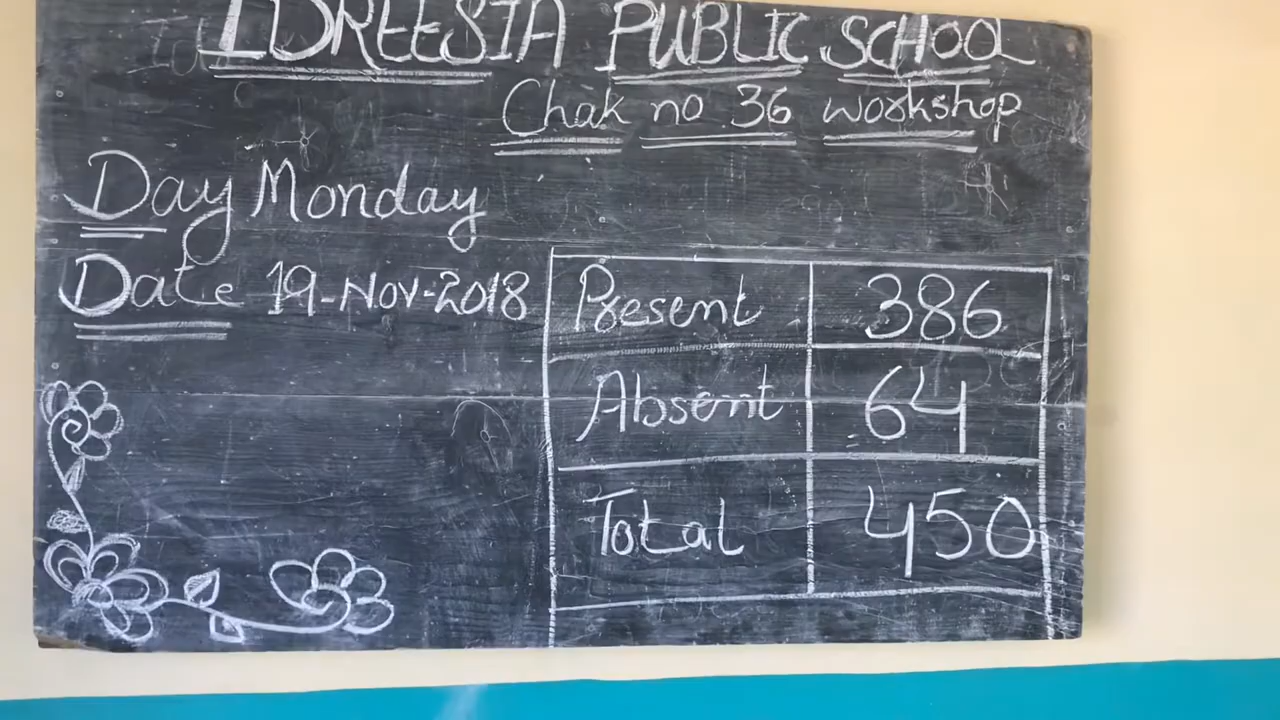 IDREESIA PUBLIC SCHOOL
Chak no 36 workshop
Day Monday
Date 19-Nov-2018
Present 386
Absent 64
Total 450